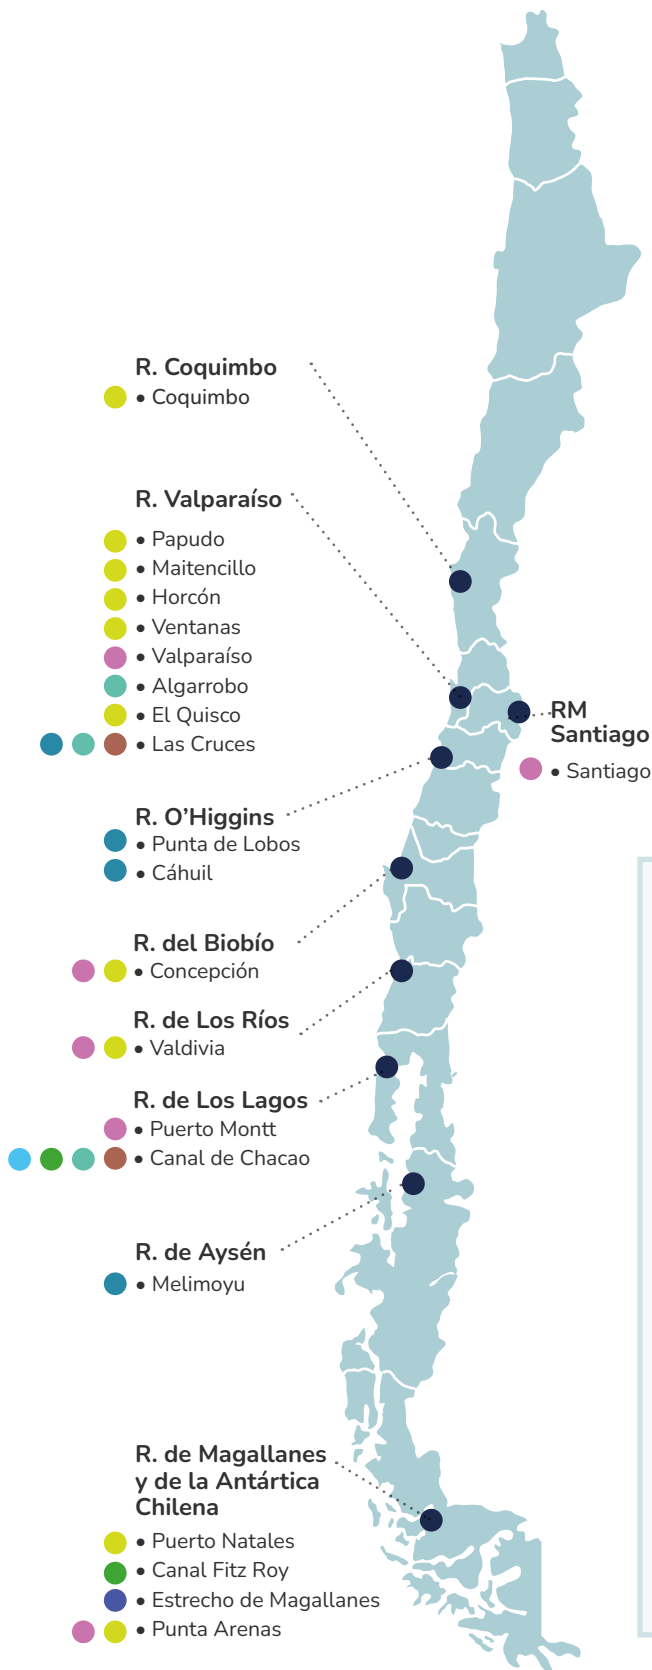 R. Coquimbo
• Coquimbo
R. Valparaíso
• Papudo
• Maitencillo
• Horcón
• Ventanas
• Valparaíso
• Algarrobo
• El Quisco
• Las Cruces
RM
Santiago
• Santiago
R. O’Higgins
• Punta de Lobos
• Cáhuil
R. del Biobío
• Concepción
R. de Los Ríos
• Valdivia
R. de Los Lagos
• Puerto Montt
• Canal de Chacao
R. de Aysén
• Melimoyu
R. de Magallanes
y de la Antártica
Chilena
• Puerto Natales
• Canal Fitz Roy
• Estrecho de Magallanes
• Punta Arenas